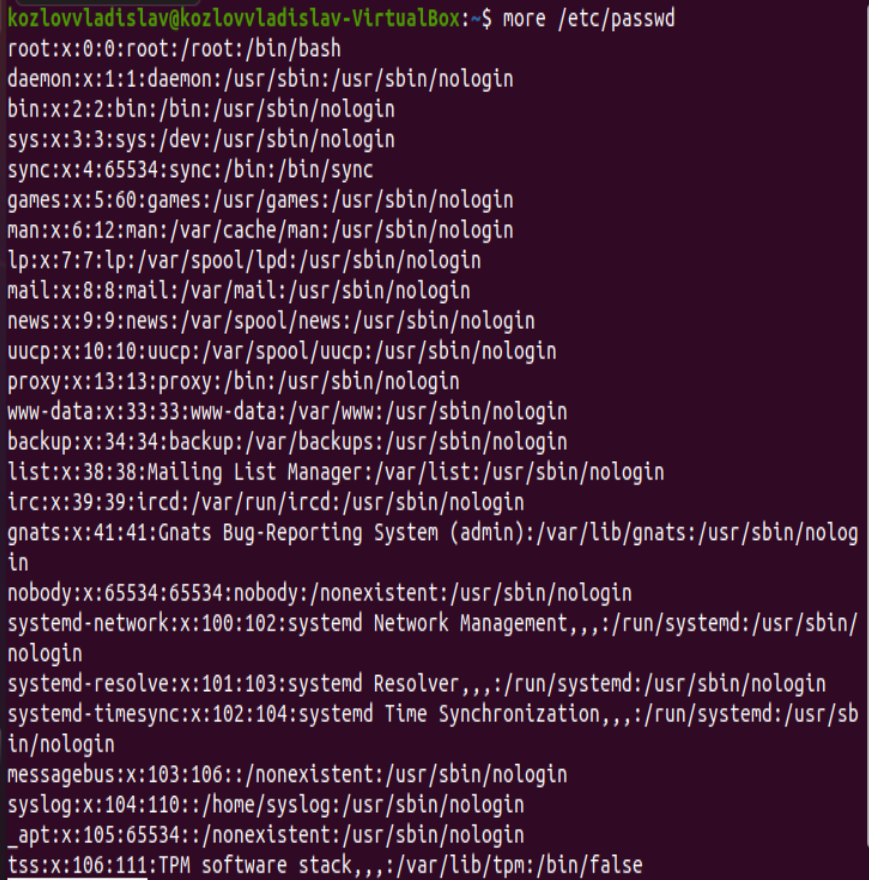 kozlovvladislav@kozlovvladislav-VirtualBox:~$ more /etc/passwd
root:x:0:0:root:/root:/bin/bash
daemon:x:1:1:daemon:/usr/sbin:/usr/sbin/nologin
bin:x:2:2:bin:/bin:/usr/sbin/nologin
sys:x:3:3:sys:/dev:/usr/sbin/nologin
sync:x:4:65534:sync:/bin:/bin/sync
games:x:5:60:games:/usr/games:/usr/sbin/nologin
man:x:6:12:man:/var/cache/man:/usr/sbin/nologin
lp:x:7:7:lp:/var/spool/lpd:/usr/sbin/nologin
mail:x:8:8:mail:/var/mail:/usr/sbin/nologin
news:x:9:9:news:/var/spool/news:/usr/sbin/nologin
uucp:x:10:10:uucp:/var/spool/uucp:/usr/sbin/nologin
proxy:x:13:13:proxy:/bin:/usr/sbin/nologin
www-data:x:33:33:www-data:/var/www:/usr/sbin/nologin
backup:x:34:34:backup:/var/backups:/usr/sbin/nologin
list:x:38:38:Mailing List Manager:/var/list:/usr/sbin/nologin
irc:x:39:39:ircd:/var/run/ircd:/usr/sbin/nologin
gnats:x:41:41:Gnats Bug-Reporting System (admin):/var/lib/gnats:/usr/sbin/nolog
in
nobody:x:65534:65534:nobody:/nonexistent:/usr/sbin/nologin
systemd-network:x:100:102:systemd Network Management,,,:/run/systemd:/usr/sbin/
nologin
systemd-resolve:x:101:103:systemd Resolver,,,:/run/systemd:/usr/sbin/nologin
systemd-timesync:x:102:104:systemd Time Synchronization,,,:/run/systemd:/usr/sb
in/nologin
messagebus:x:103:106::/nonexistent:/usr/sbin/nologin
syslog:x:104:110::/home/syslog:/usr/sbin/nologin
_apt:x:105:65534::/nonexistent:/usr/sbin/nologin
tss:x:106:111:TPM software stack,,,:/var/lib/tpm:/bin/false